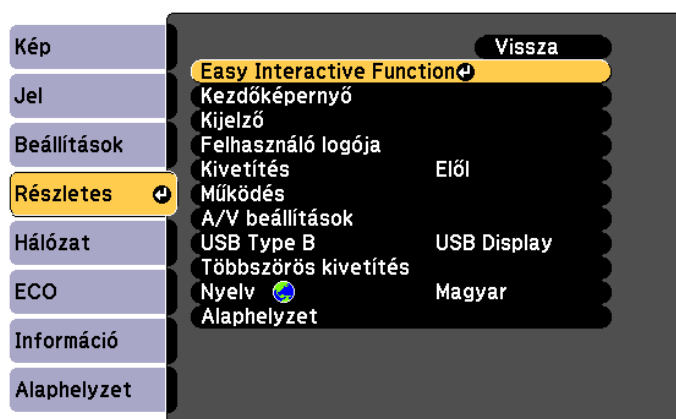 Kép
Jel
Beállítások
Részletes
Hálózat
ECO
Információ
Alaphelyzet
Vissza
Easy Interactive Function
Kezdőképernyő
Kijelző
Felhasználó logója
Kivetítés Elől
Működés
A/V beállítások
USB Type B USB Display
Többszörös kivetítés
Nyelv Magyar
Alaphelyzet